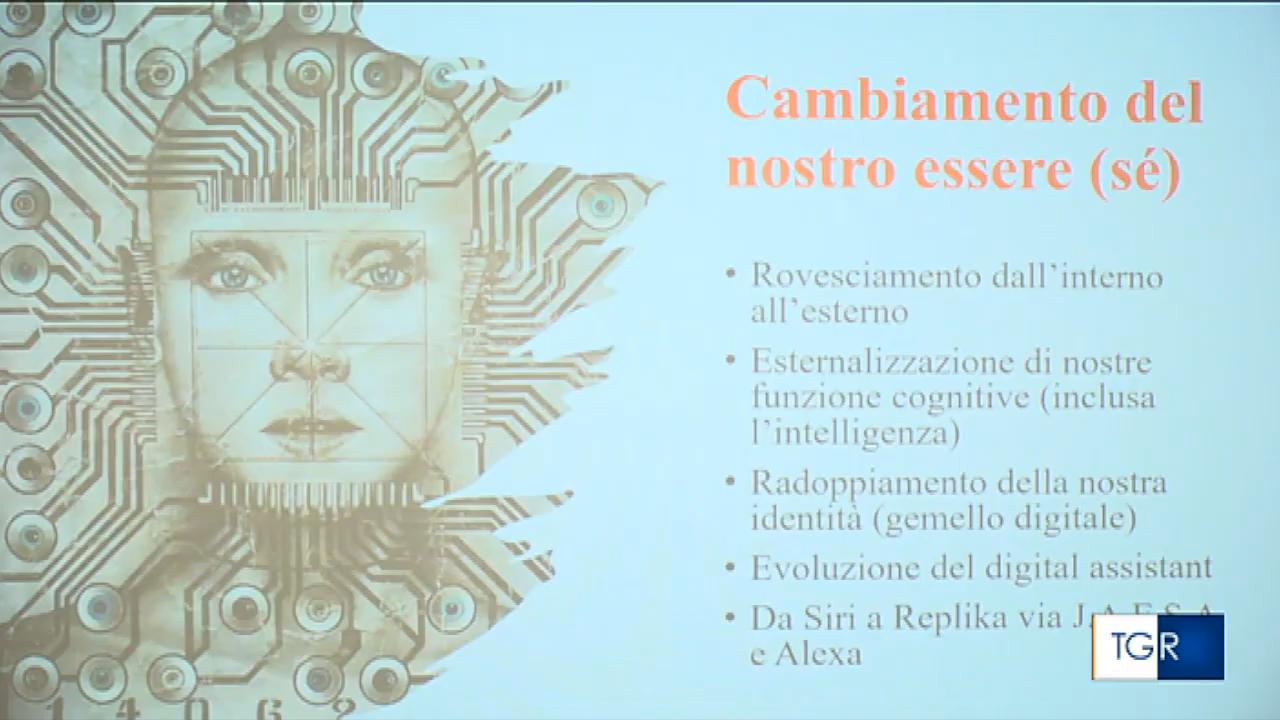 Cambiamento del
nostro essere (sé)
• Rovesciamento dall'interno
all'esterno
• Esternalizzazione di nostre
funzione cognitive (inclusa
l'intelligenza)
• Radoppiamento della nostra
identità (gemello digitale)
• Evoluzione del digital assistant
• Da Siri a Replika via
e Alexa
TGR